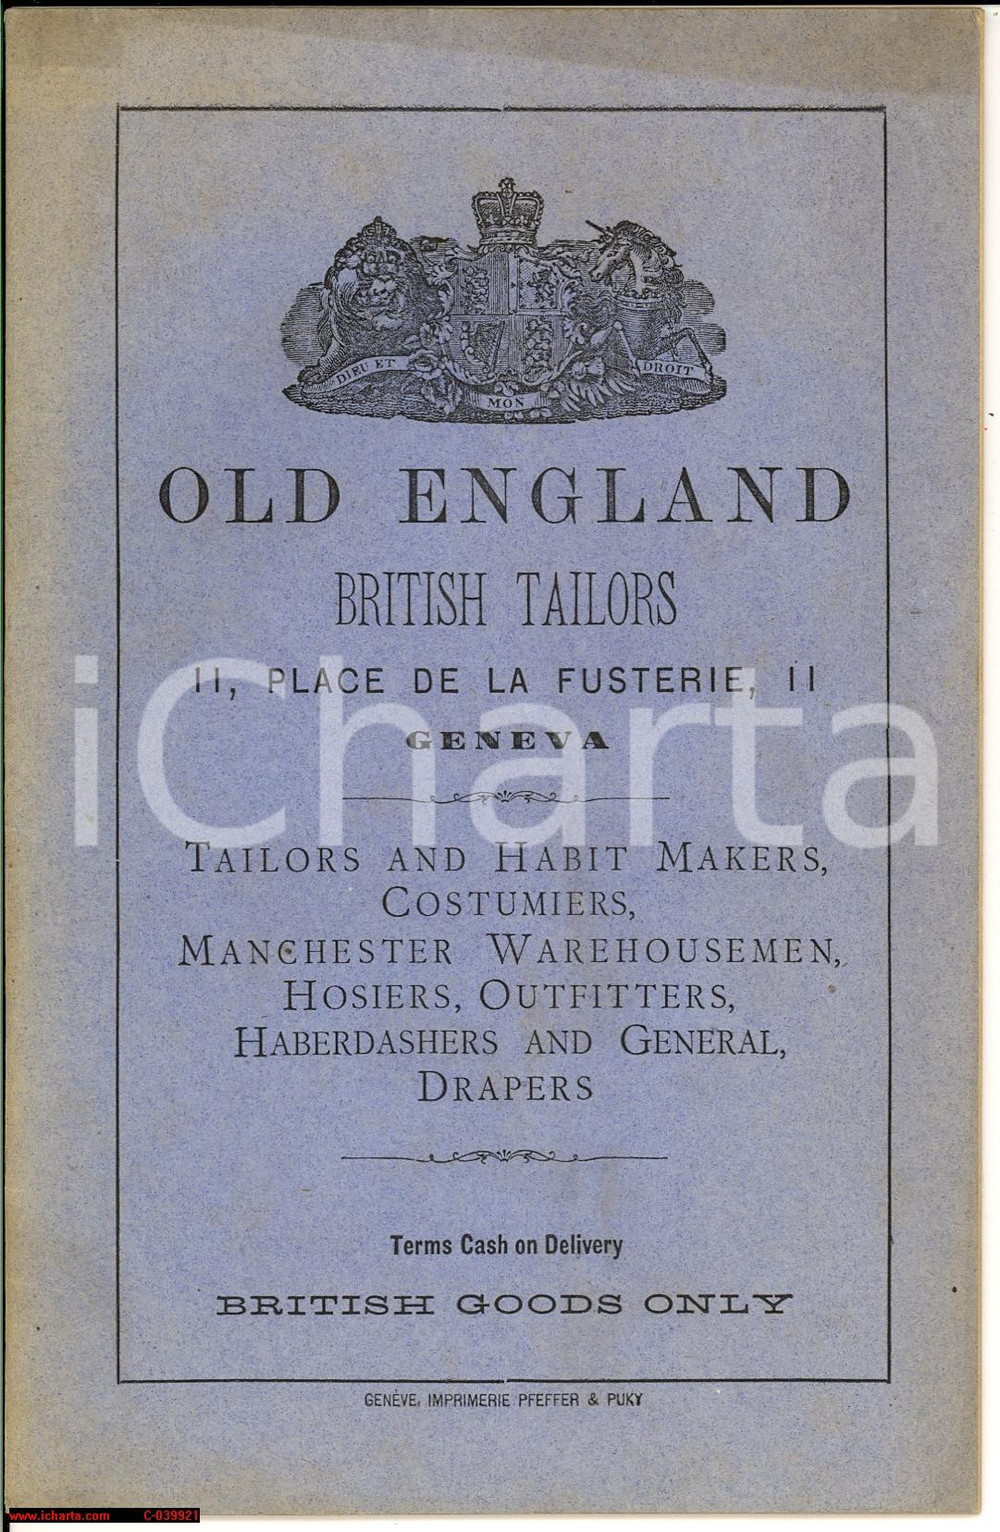 DIEU ET
MON
DROIT
OLD ENGLAND
BRITISH TAILORS
11, PLACE DE LA FUSTERIE, 11
GENEVA
iCharta
TAILORS AND HABIT MAKERS,
COSTUMIERS,
MANCHESTER WAREHOUSEMEN,
HOSIERS, OUTFITTERS,
HABERDASHERS AND GENERAL,
DRAPERS
Terms Cash on Delivery
BRITISH GOODS ONLY
GENÈVE, IMPRIMERIE PFEFFER & PUKY
www.icharta.com C-039921